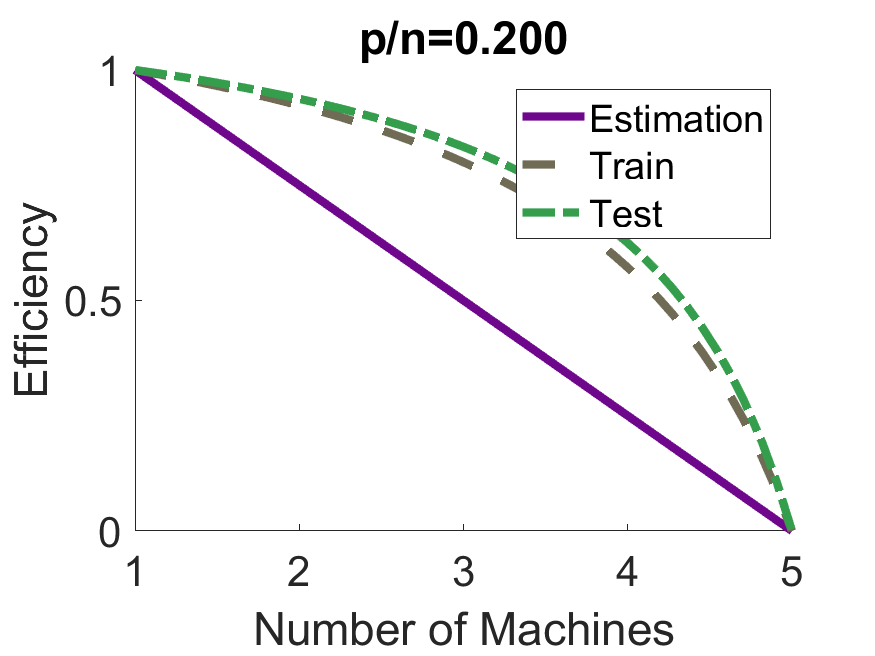 p/n=0.200
Estimation
Train
Test
Efficiency
1
0.5
0
1 2 3 4 5
Number of Machines